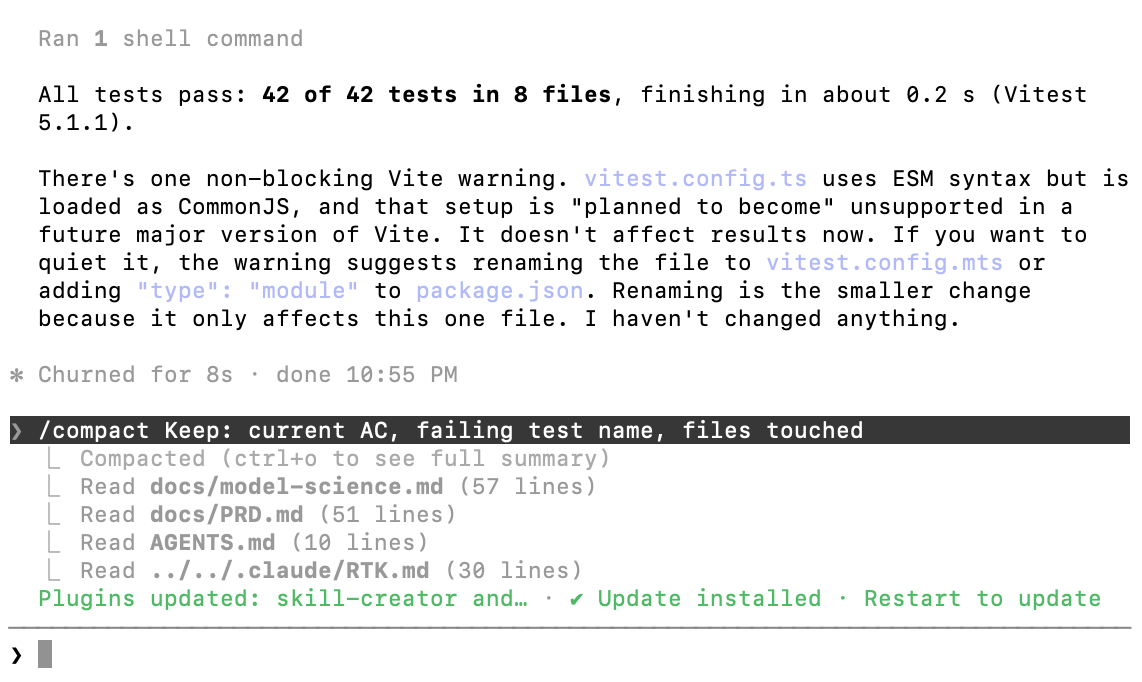 Ran 1 shell command
All tests pass: 42 of 42 tests in 8 files, finishing in about 0.2 s (Vitest
5.1.1).
There's one non-blocking Vite warning. vitest.config.ts uses ESM syntax but is
loaded as CommonJS, and that setup is "planned to become" unsupported in a
future major version of Vite. It doesn't affect results now. If you want to
quiet it, the warning suggests renaming the file to vitest.config.mts or
adding "type": "module" to package.json. Renaming is the smaller change
because it only affects this one file. I haven't changed anything.
✻ Churned for 8s · done 10:55 PM
❯ /compact Keep: current AC, failing test name, files touched
⎿ Compacted (ctrl+o to see full summary)
⎿ Read docs/model-science.md (57 lines)
⎿ Read docs/PRD.md (51 lines)
⎿ Read AGENTS.md (10 lines)
⎿ Read ../../.claude/RTK.md (30 lines)
Plugins updated: skill-creator and… · ✔ Update installed · Restart to update
❯